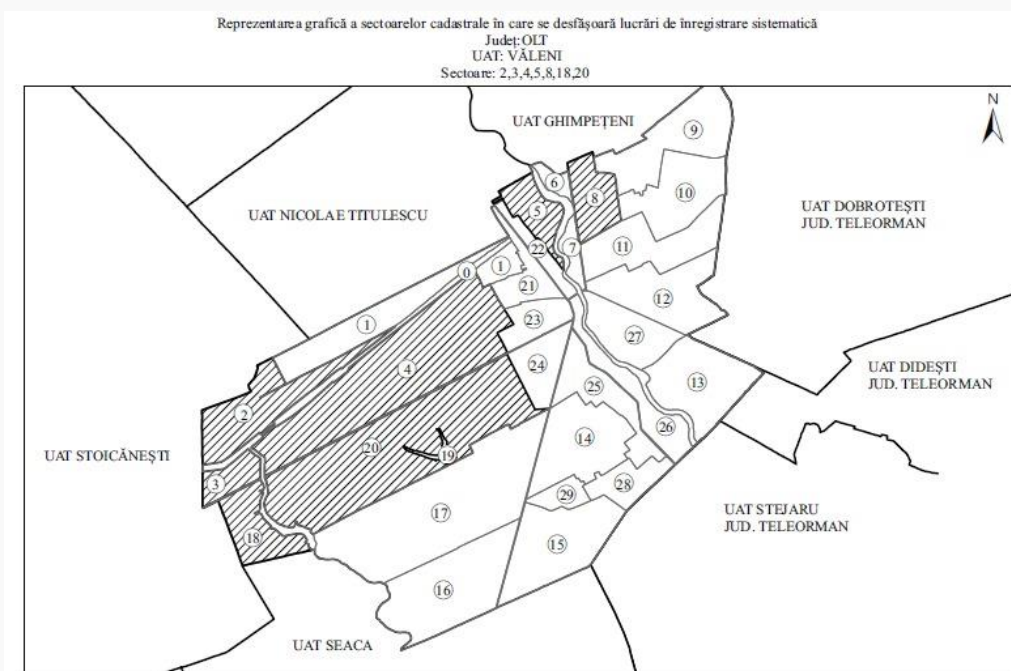 Reprezentarea grafică a sectoarelor cadastrale în care se desfășoară lucrări de înregistrare sistematică
Județ:OLT
UAT: VĂLENI
Sectoare: 2,3,4,5,8,18,20
N
UAT GHIMPEȚENI
9
6
8
10
UAT DOBROTEȘTI
JUD. TELEORMAN
UAT NICOLAE TITULESCU
5
22
7
11
0
1
21
12
1
23
27
4
24
13
UAT DIDEȘTI
JUD. TELEORMAN
25
2
26
14
UAT STOICĂNEȘTI
20
19
3
29
28
17
UAT STEJARU
JUD. TELEORMAN
18
15
16
UAT SEACA